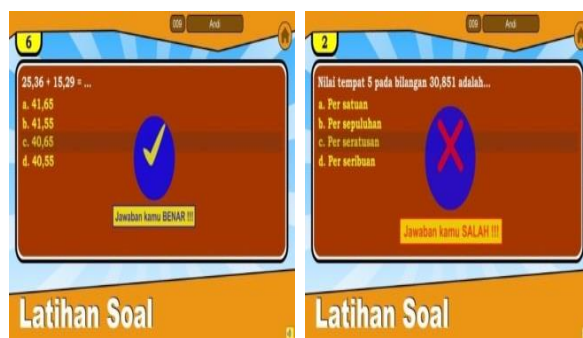 009 Andi
6
25,36 + 15,29 = ...
a. 41,65
b. 41,55
c. 40,65
d. 40,55
Jawaban kamu BENAR !!!
Latihan Soal
009 Andi
2
Nilai tempat 5 pada bilangan 30,851 adalah...
a. Per satuan
b. Per sepuluhan
c. Per seratusan
d. Per seribuan
Jawaban kamu SALAH !!!
Latihan Soal